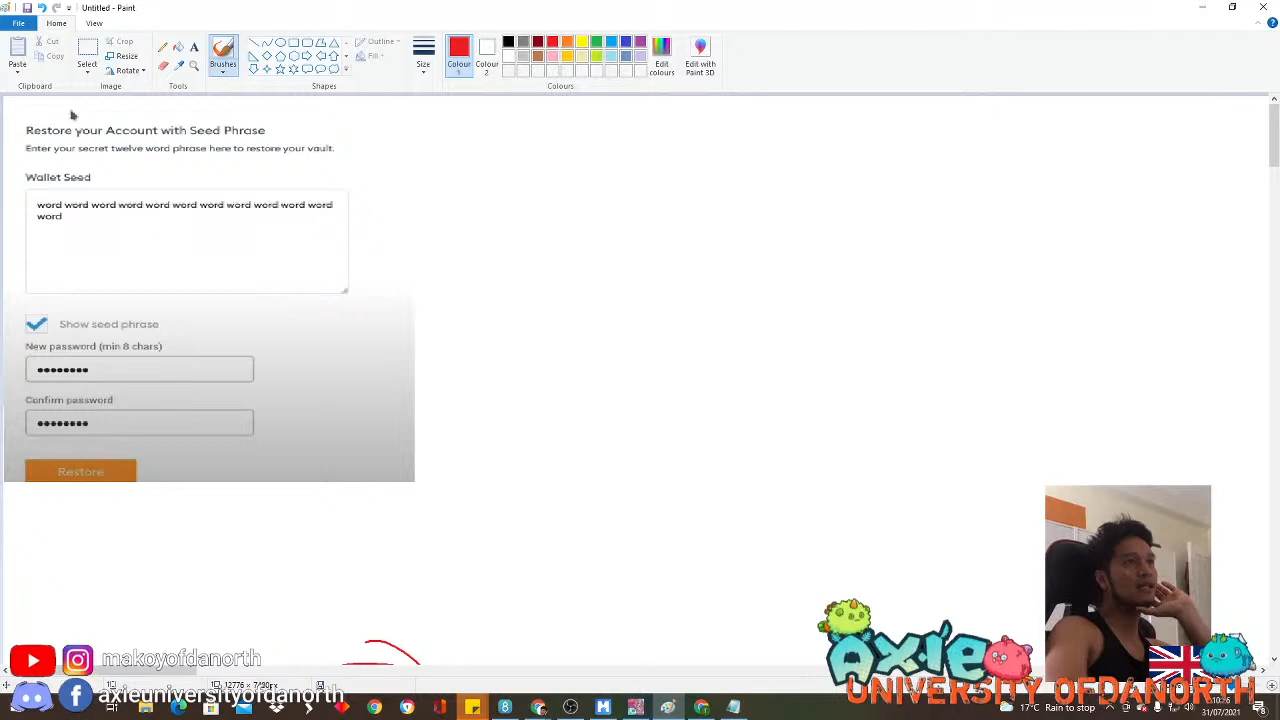 Untitled - Paint
File
Home
View
Paste
Cut
Copy
Clipboard
Select
Crop
Resize
Rotate
Image
Tools
Brushes
Shapes
Outline
Fill
Size
Colour 1
Colour 2
Edit colours
Edit with Paint 3D
Colours
Restore your Account with Seed Phrase
Enter your secret twelve word phrase here to restore your vault.
Wallet Seed
word word word word word word word word word word word
word
Show seed phrase
New password (min 8 chars)
Confirm password
Restore
makoyofdanorth
axieuniversityofdanorth
Axie
UNIVERSITY OFDANORTH
17°C Rain to stop
31/07/2021